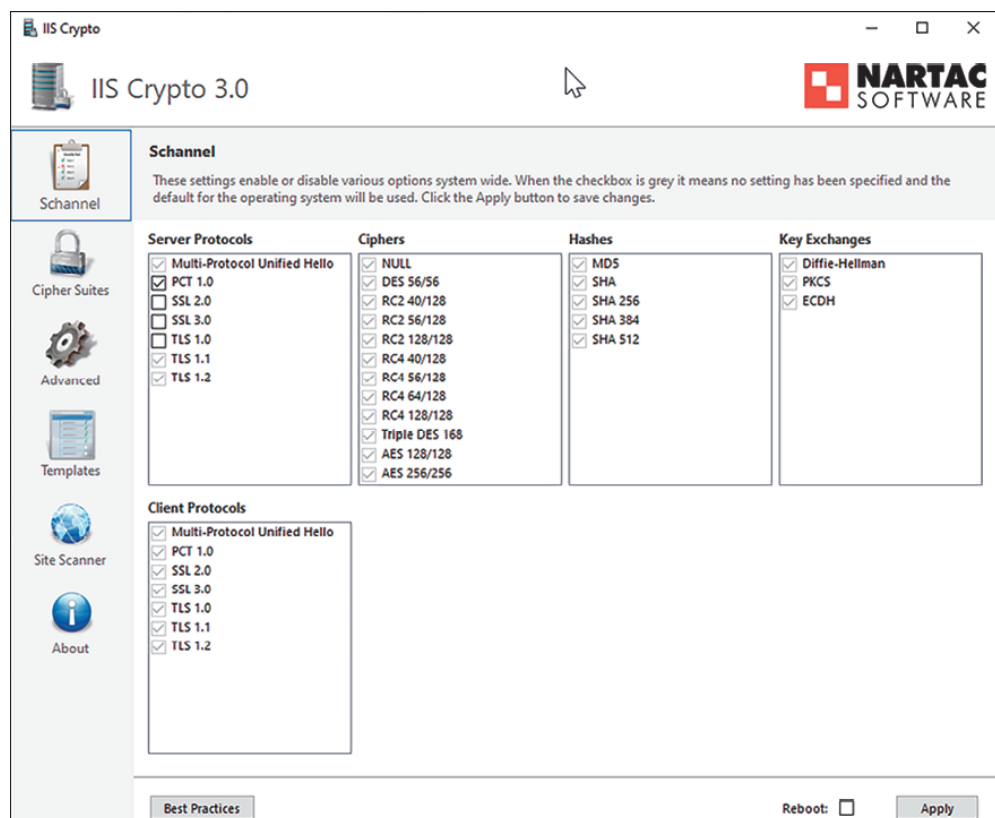 IIS Crypto
IIS Crypto 3.0
NARTAC
SOFTWARE
Schannel
Cipher Suites
Advanced
Templates
Site Scanner
About
Schannel
These settings enable or disable various options system wide. When the checkbox is grey it means no setting has been specified and the
default for the operating system will be used. Click the Apply button to save changes.
Server Protocols
Multi-Protocol Unified Hello
PCT 1.0
SSL 2.0
SSL 3.0
TLS 1.0
TLS 1.1
TLS 1.2
Ciphers
NULL
DES 56/56
RC2 40/128
RC2 56/128
RC2 128/128
RC4 40/128
RC4 56/128
RC4 64/128
RC4 128/128
Triple DES 168
AES 128/128
AES 256/256
Hashes
MD5
SHA
SHA 256
SHA 384
SHA 512
Key Exchanges
Diffie-Hellman
PKCS
ECDH
Client Protocols
Multi-Protocol Unified Hello
PCT 1.0
SSL 2.0
SSL 3.0
TLS 1.0
TLS 1.1
TLS 1.2
Best Practices
Reboot:
Apply